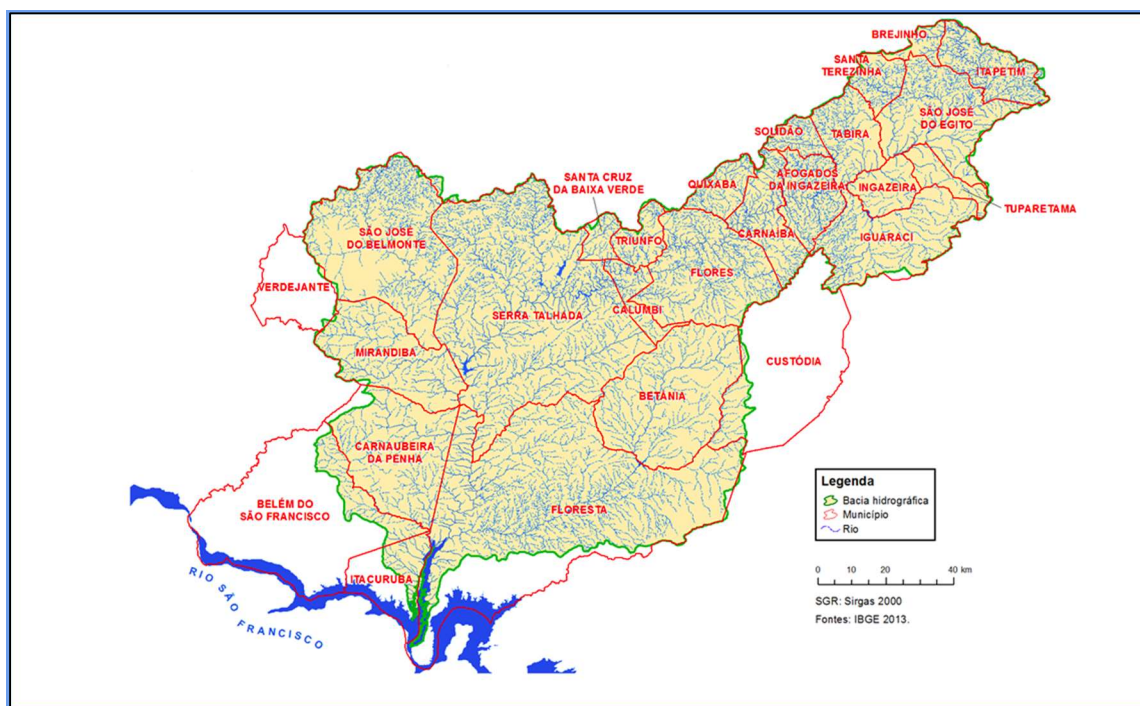 BREJINHO
SANTA
TEREZINHA
ITAPETIM
SÃO JOSÉ
DO EGITO
SOLIDÃO
TABIRA
SANTA CRUZ
DA BAIXA VERDE
QUIXABA
AFOGADOS
DA INGAZEIRA
INGAZEIRA
TUPARETAMA
SÃO JOSÉ
DO BELMONTE
TRIUNFO
CARNAÍBA
IGUARACI
VERDEJANTE
FLORES
SERRA TALHADA
CALUMBI
MIRANDIBA
CUSTÓDIA
BETÂNIA
CARNAUBEIRA
DA PENHA
BELÉM DO
SÃO FRANCISCO
FLORESTA
ITACURUBA
RIO SÃO
FRANCISCO
Legenda
Bacia hidrográfica
Município
Rio
0 20 40 km
SGR: Sirgas 2000
Fontes: IBGE 2013.